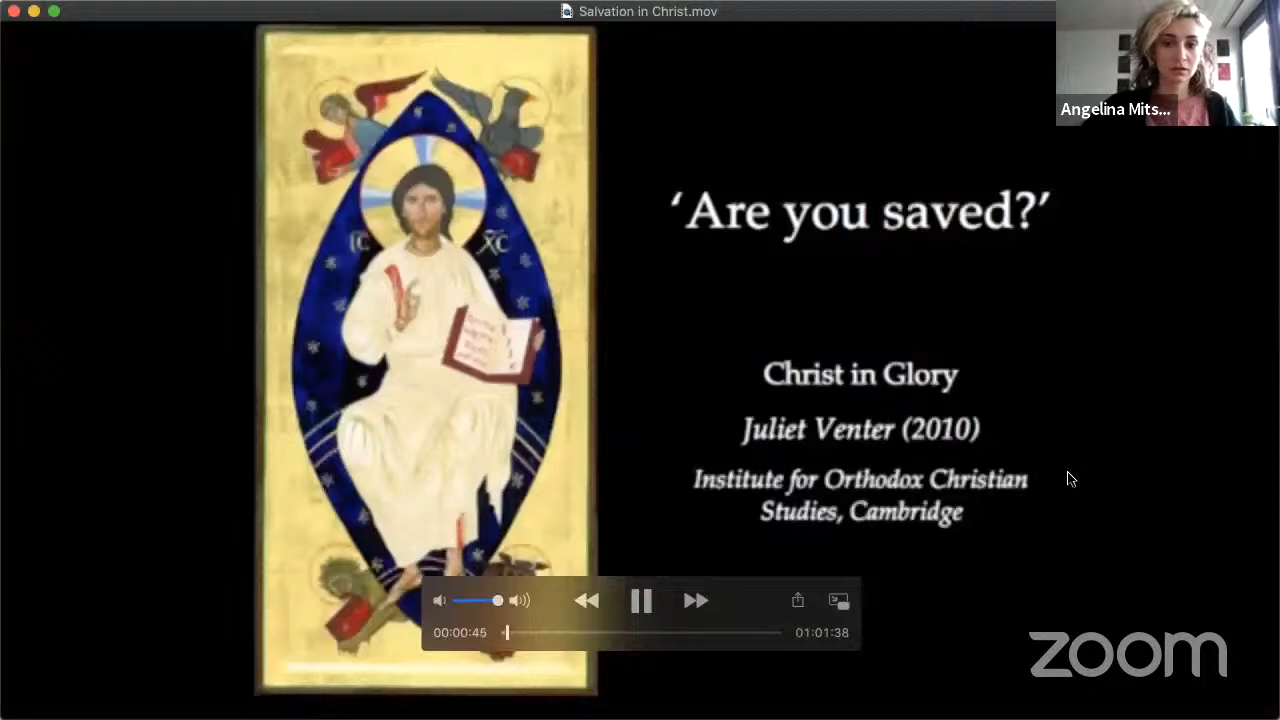 Salvation in Christ.mov
Angelina Mits...
‘Are you saved?’
IC
XC
Christ in Glory
Juliet Venter (2010)
Institute for Orthodox Christian
Studies, Cambridge
00:00:45
01:01:38
zoom